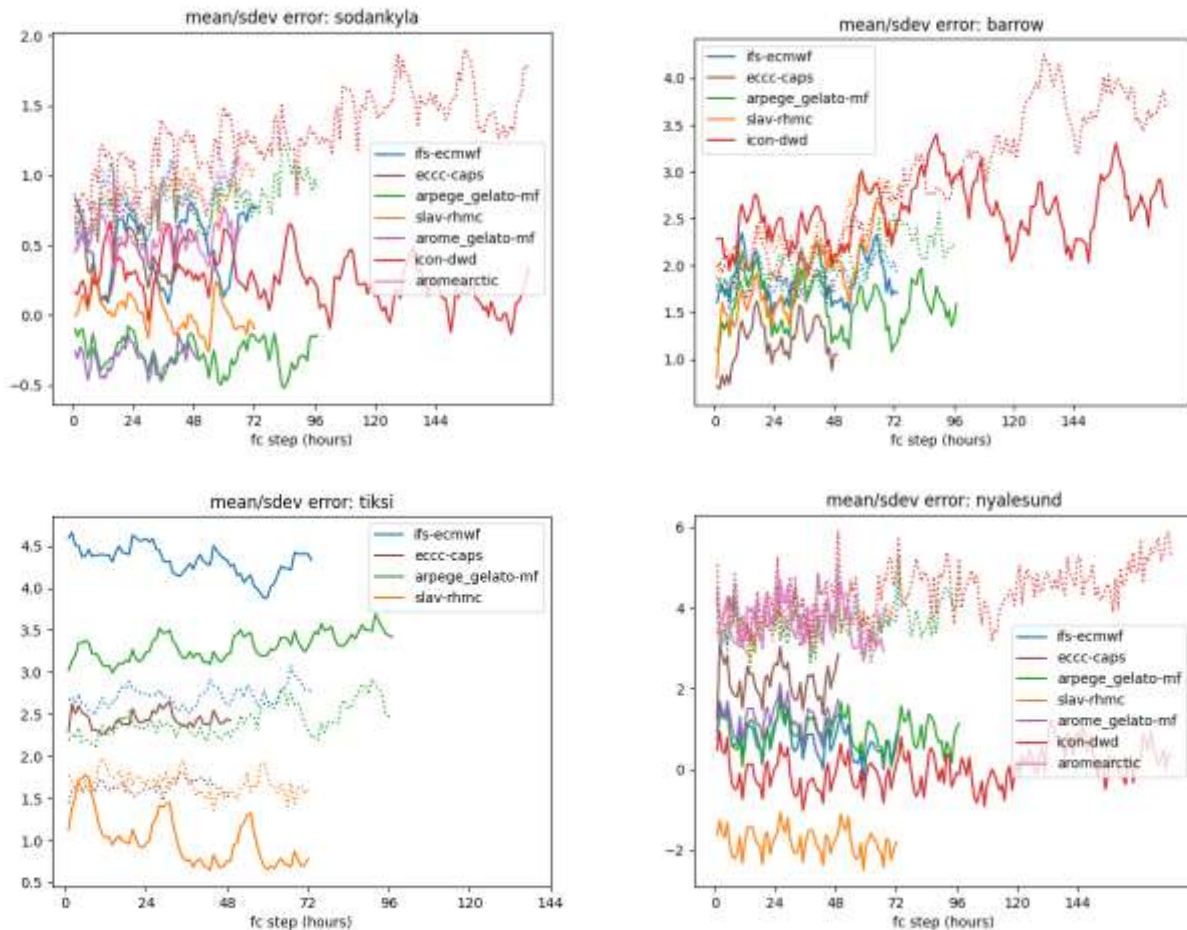 mean/sdev error: sodankyla
2.0
1.5
1.0
0.5
0.0
−0.5
0 24 48 72 96 120 144
fc step (hours)
ifs-ecmwf
eccc-caps
arpege_gelato-mf
slav-rhmc
arome_gelato-mf
icon-dwd
aromearctic
mean/sdev error: barrow
4.0
3.5
3.0
2.5
2.0
1.5
1.0
0 24 48 72 96 120 144
fc step (hours)
ifs-ecmwf
eccc-caps
arpege_gelato-mf
slav-rhmc
icon-dwd
mean/sdev error: tiksi
4.5
4.0
3.5
3.0
2.5
2.0
1.5
1.0
0.5
0 24 48 72 96 120 144
fc step (hours)
ifs-ecmwf
eccc-caps
arpege_gelato-mf
slav-rhmc
mean/sdev error: nyalesund
6
4
2
0
−2
0 24 48 72 96 120 144
fc step (hours)
ifs-ecmwf
eccc-caps
arpege_gelato-mf
slav-rhmc
arome_gelato-mf
icon-dwd
aromearctic